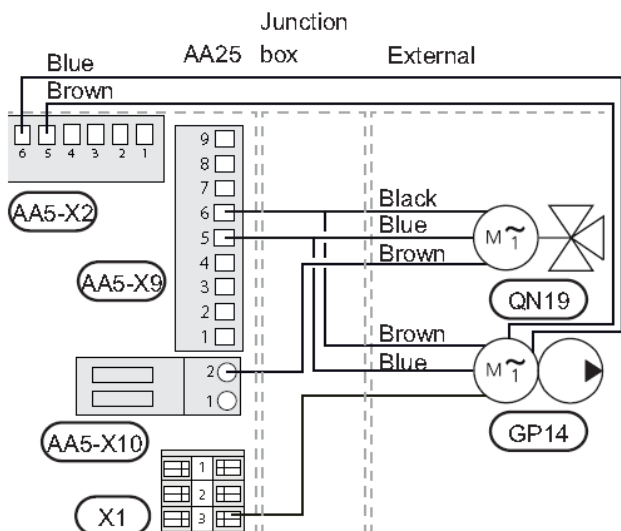 Junction
AA25 box External
Blue
Brown
6 5 4 3 2 1
AA5-X2
9
8
7
6
5
4
3
2
1
AA5-X9
Black
Blue
Brown
M ~ 1
QN19
Brown
Blue
M ~ 1
GP14
2
1
AA5-X10
1
2
3
X1